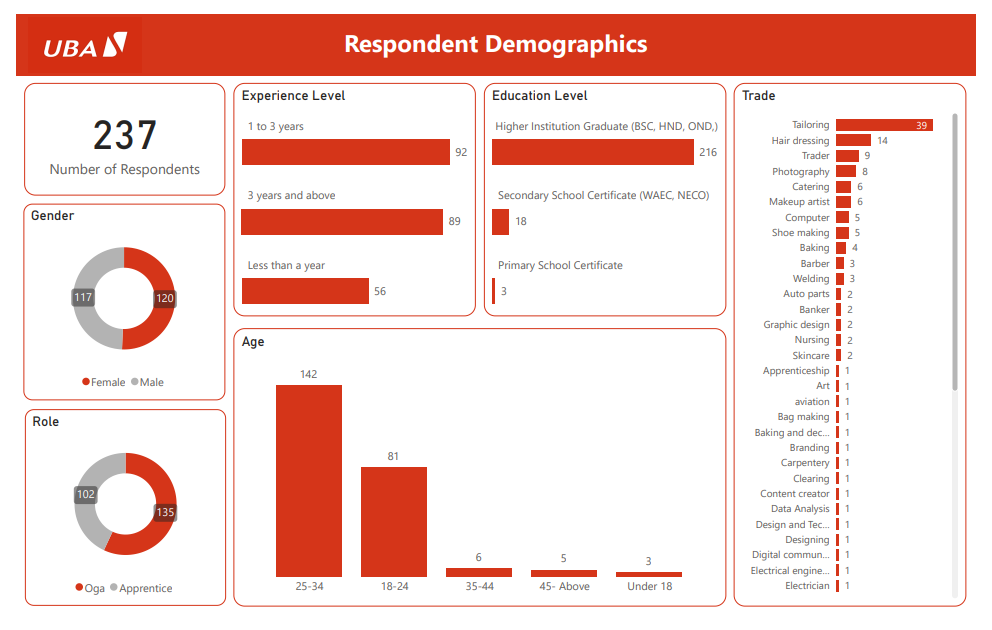 UBA
Respondent Demographics
237
Number of Respondents
Gender
117
120
Female Male
Role
102
135
Oga Apprentice
Experience Level
1 to 3 years
92
3 years and above
89
Less than a year
56
Education Level
Higher Institution Graduate (BSC, HND, OND,)
216
Secondary School Certificate (WAEC, NECO)
18
Primary School Certificate
3
Age
142
81
6
5
3
25-34
18-24
35-44
45- Above
Under 18
Trade
Tailoring 39
Hair dressing 14
Trader 9
Photography 8
Catering 6
Makeup artist 6
Computer 5
Shoe making 5
Baking 4
Barber 3
Welding 3
Auto parts 2
Banker 2
Graphic design 2
Nursing 2
Skincare 2
Apprenticeship 1
Art 1
aviation 1
Bag making 1
Baking and dec... 1
Branding 1
Carpentery 1
Clearing 1
Content creator 1
Data Analysis 1
Design and Tec... 1
Designing 1
Digital commun... 1
Electrical engine... 1
Electrician 1